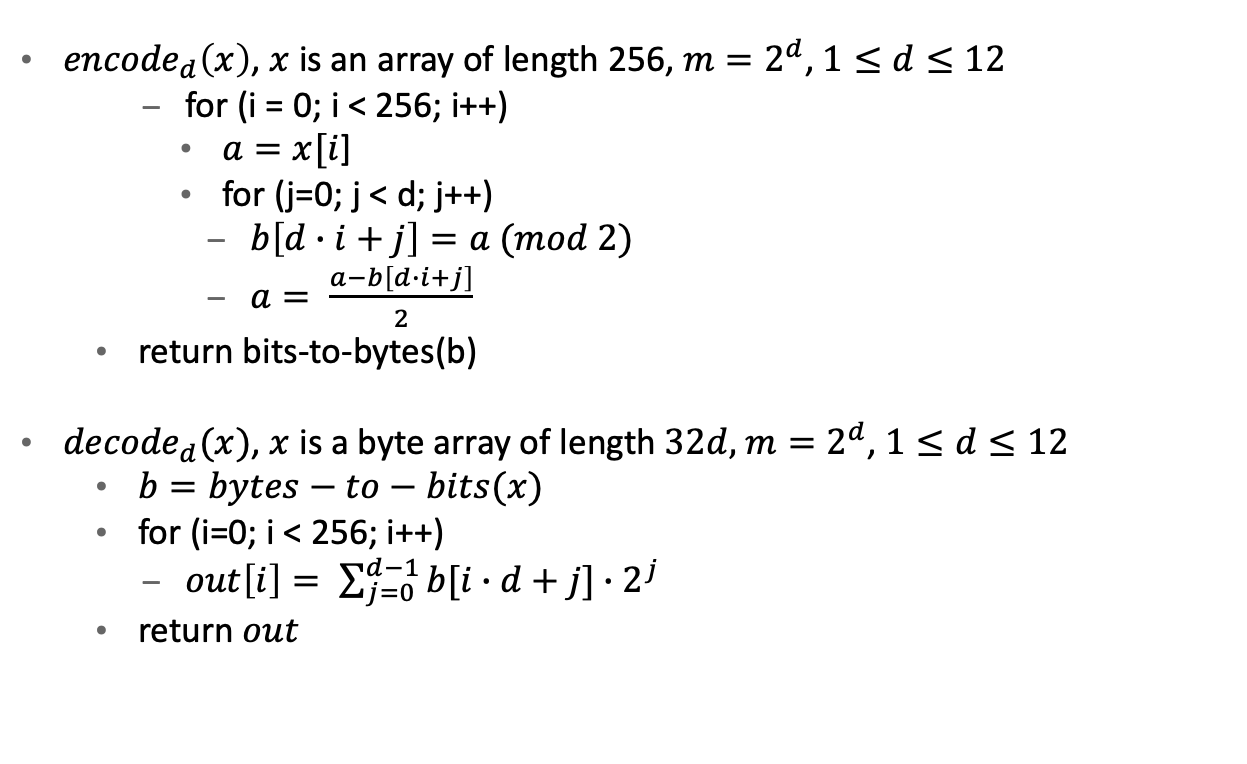 • encode_d(x), x is an array of length 256, m = 2^d, 1 ≤ d ≤ 12
– for (i = 0; i < 256; i++)
• a = x[i]
• for (j=0; j < d; j++)
– b[d · i + j] = a (mod 2)
– a = \frac{a−b[d·i+j]}{2}
• return bits-to-bytes(b)
• decode_d(x), x is a byte array of length 32d, m = 2^d, 1 ≤ d ≤ 12
• b = bytes − to − bits(x)
• for (i=0; i < 256; i++)
– out[i] = ∑_{j=0}^{d−1} b[i · d + j] · 2^j
• return out